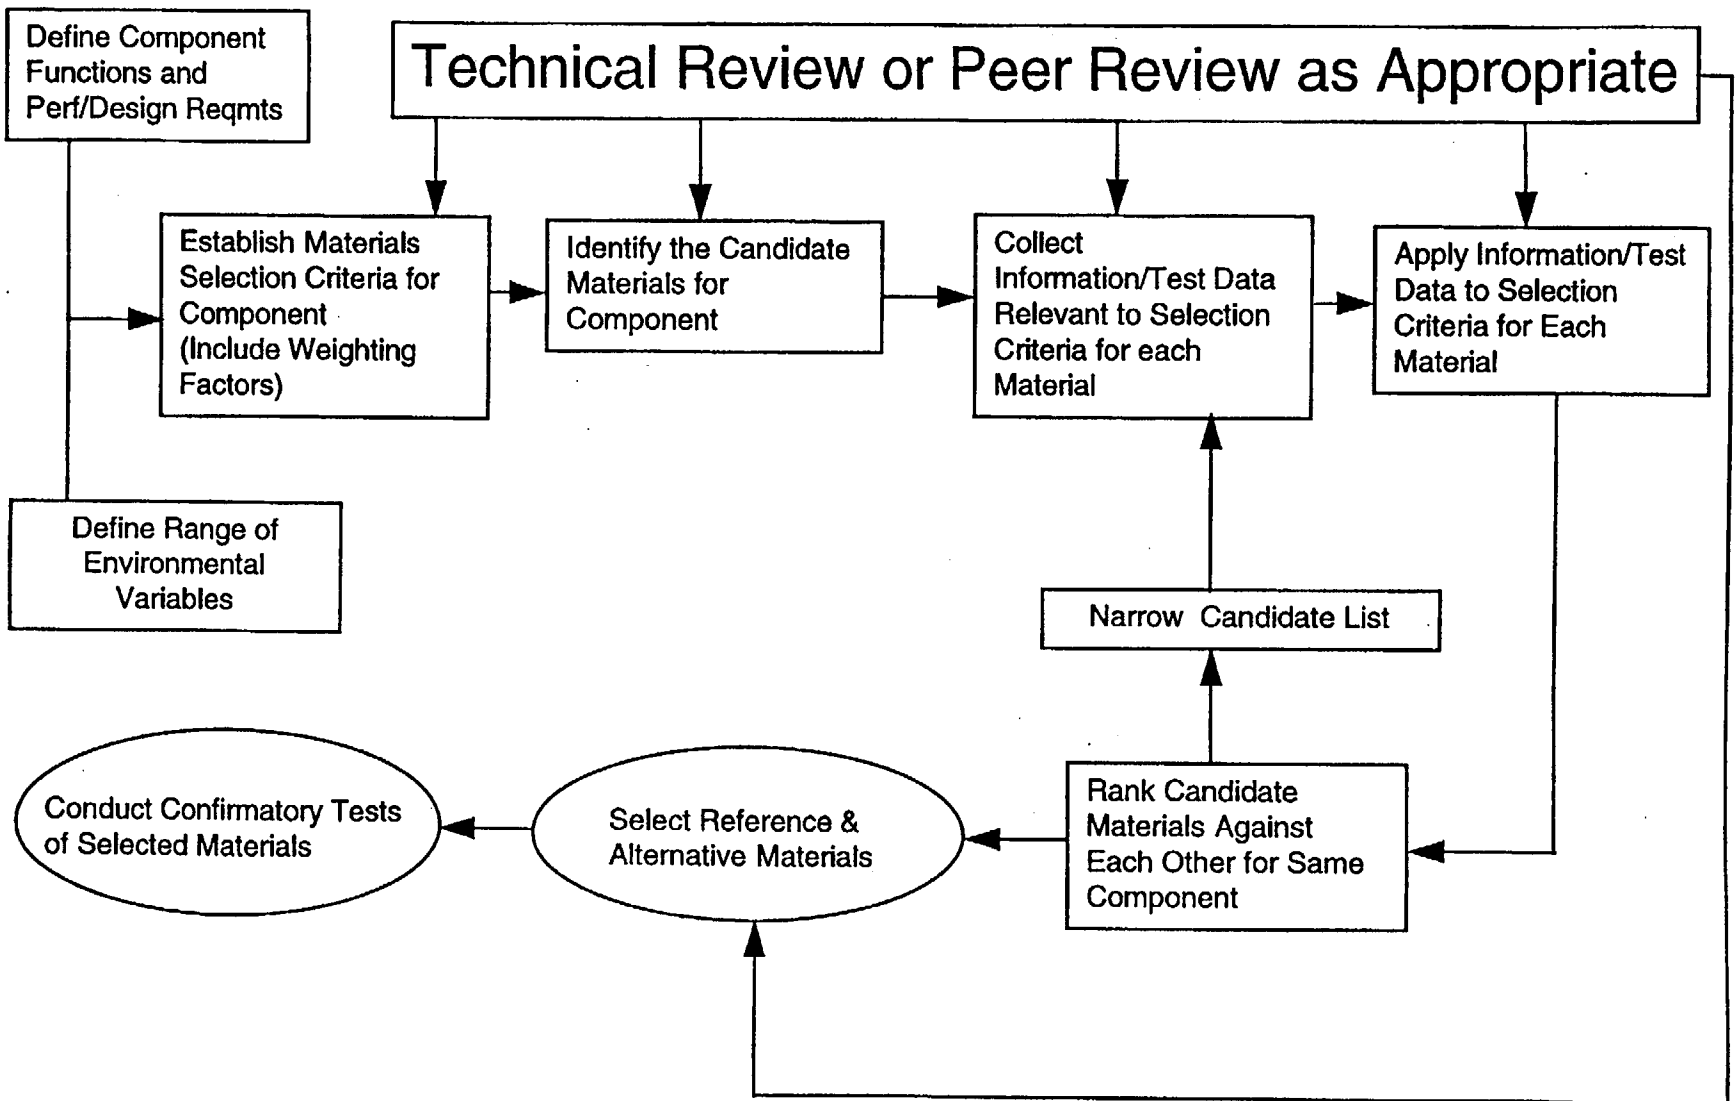 Define Component
Functions and
Perf/Design Reqmts
Technical Review or Peer Review as Appropriate
Establish Materials
Selection Criteria for
Component
(Include Weighting
Factors)
Identify the Candidate
Materials for
Component
Collect
Information/Test Data
Relevant to Selection
Criteria for each
Material
Apply Information/Test
Data to Selection
Criteria for Each
Material
Define Range of
Environmental
Variables
Narrow Candidate List
Conduct Confirmatory Tests
of Selected Materials
Select Reference &
Alternative Materials
Rank Candidate
Materials Against
Each Other for Same
Component